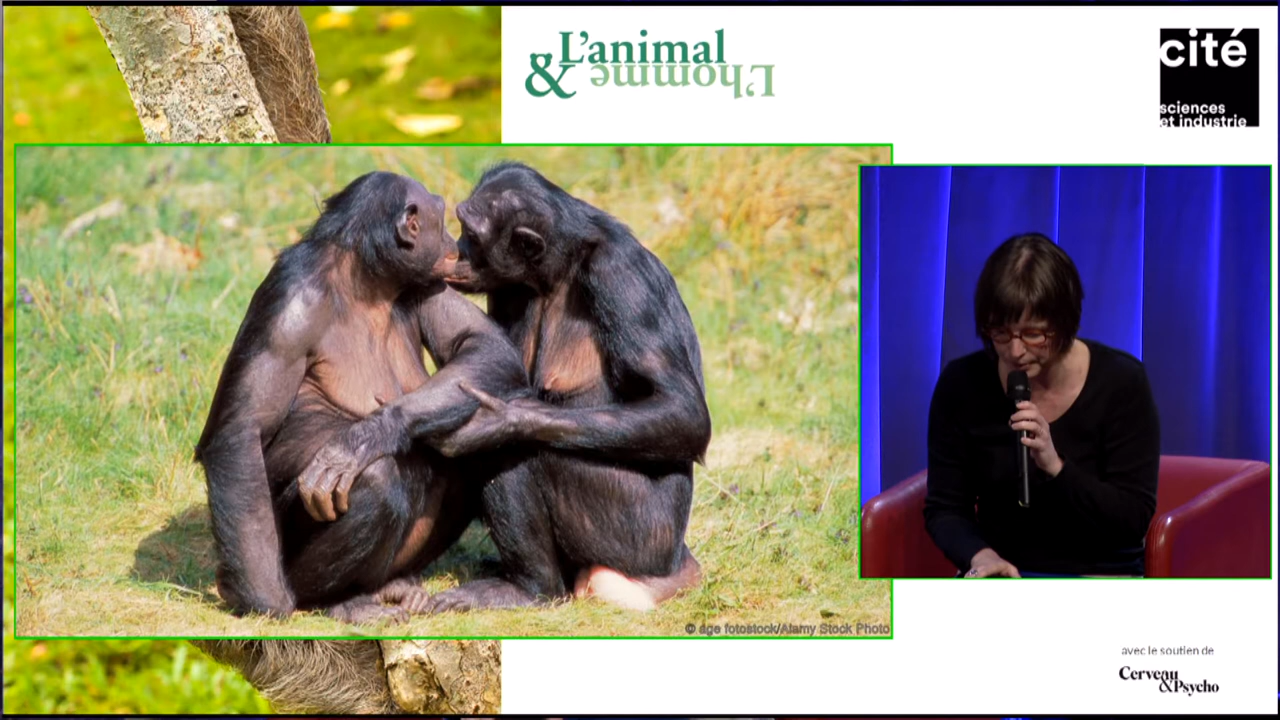 L'animal
& L'homme
cité
sciences
et industrie
© age fotostock/Alamy Stock Photo
avec le soutien de
Cerveau
&Psycho